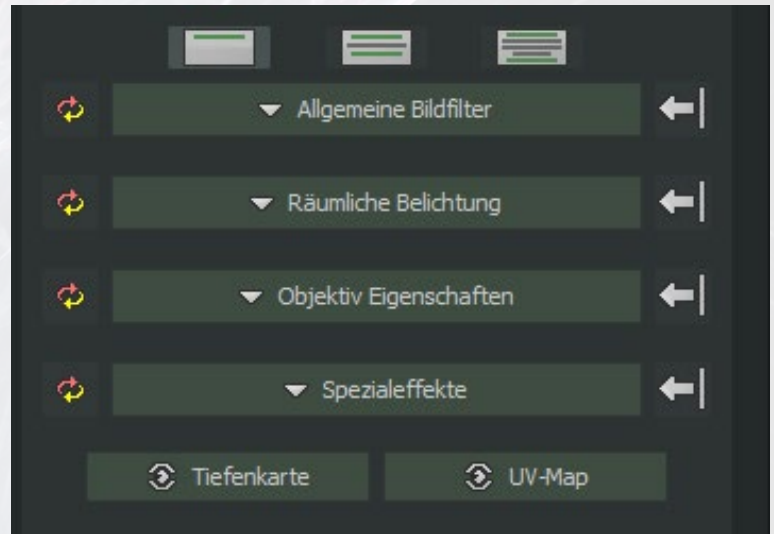 Allgemeine Bildfilter
Räumliche Belichtung
Objektiv Eigenschaften
Spezialeffekte
Tiefenkarte UV-Map